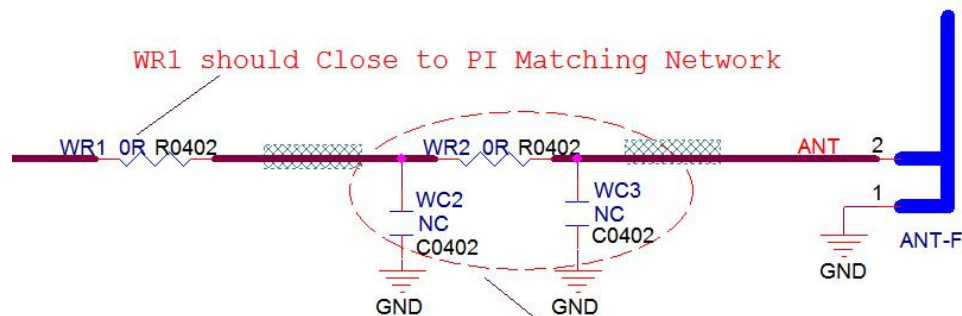 WR1 should Close to PI Matching Network
WR1 0R R0402
WR2 0R R0402
ANT 2
WC2
NC
C0402
WC3
NC
C0402
1
ANT-F
GND
GND
GND